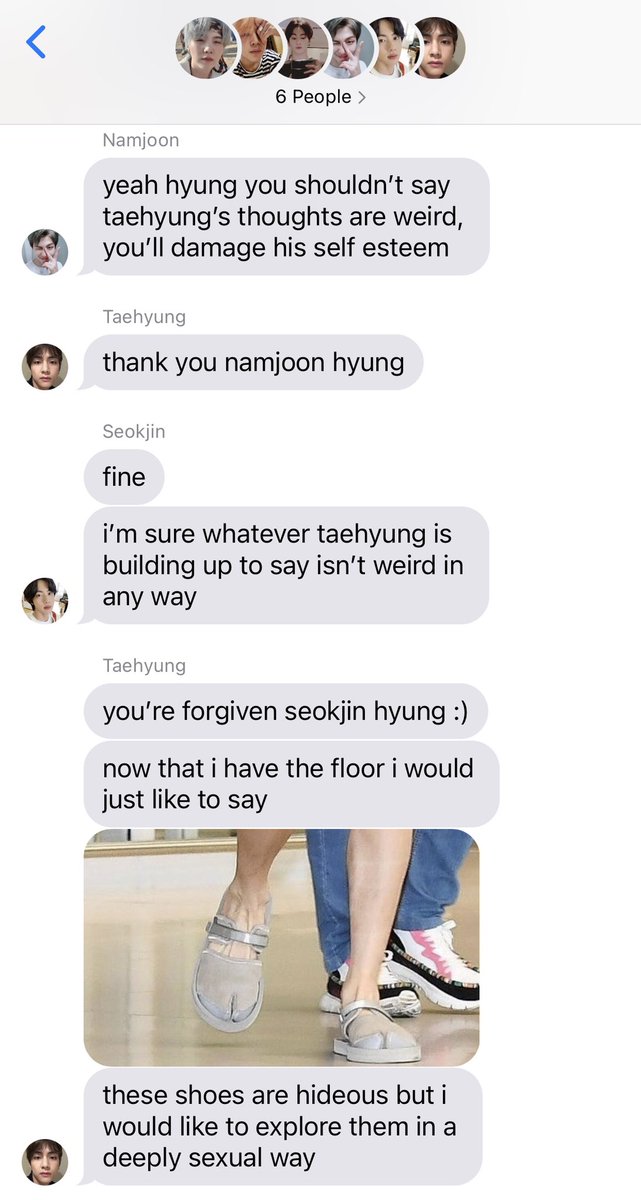 6 People >
Namjoon
yeah hyung you shouldn’t say
taehyung’s thoughts are weird,
you’ll damage his self esteem
Taehyung
thank you namjoon hyung
Seokjin
fine
i’m sure whatever taehyung is
building up to say isn’t weird in
any way
Taehyung
you’re forgiven seokjin hyung :)
now that i have the floor i would
just like to say
these shoes are hideous but i
would like to explore them in a
deeply sexual way